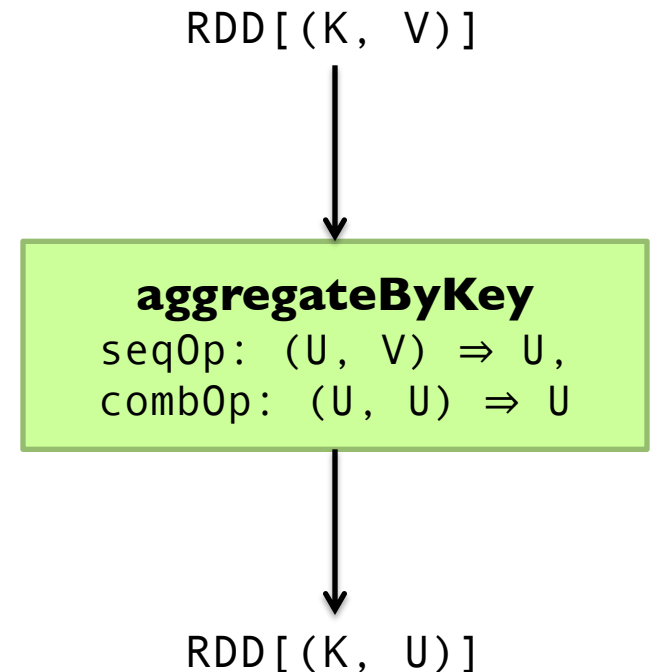 RDD[(K, V)]
aggregateByKey
seqOp: (U, V) ⇒ U,
combOp: (U, U) ⇒ U
RDD[(K, U)]